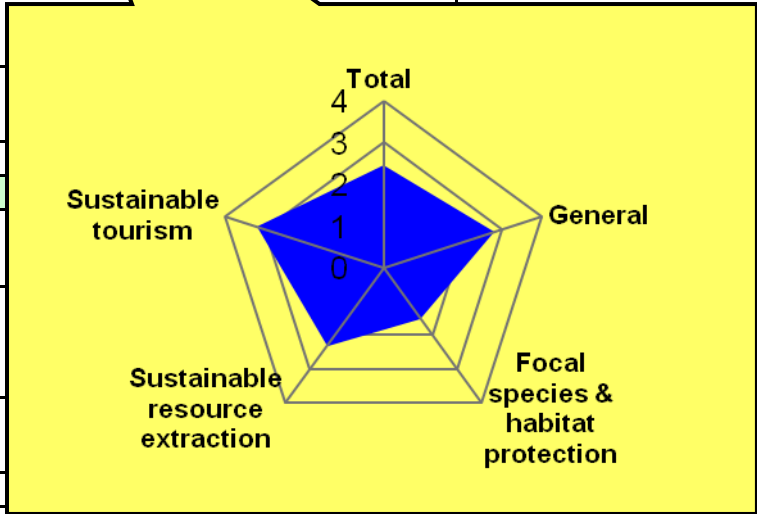 Total
4
3
2
1
0
General
Focal
species &
habitat
protection
Sustainable
resource
extraction
Sustainable
tourism